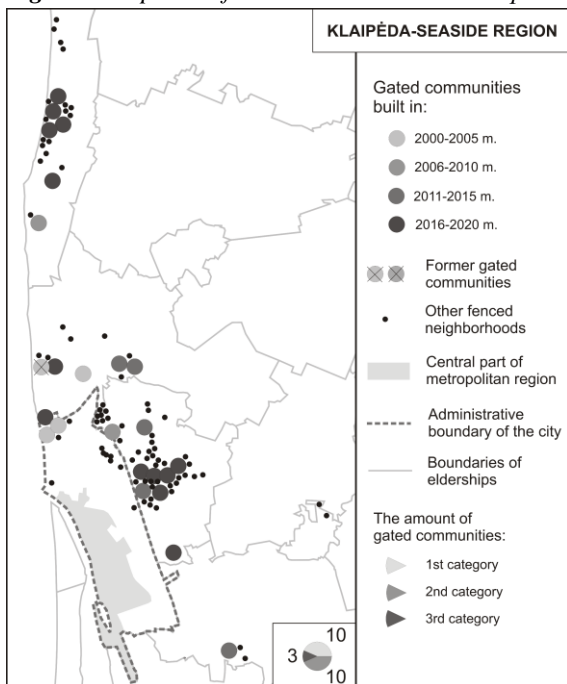 KLAIPĖDA-SEASIDE REGION
Gated communities
built in:
2000-2005 m.
2006-2010 m.
2011-2015 m.
2016-2020 m.
Former gated
communities
Other fenced
neighborhoods
Central part of
metropolitan region
Administrative
boundary of the city
Boundaries of
elderships
The amount of
gated communities:
1st category
2nd category
3rd category
10
3
10